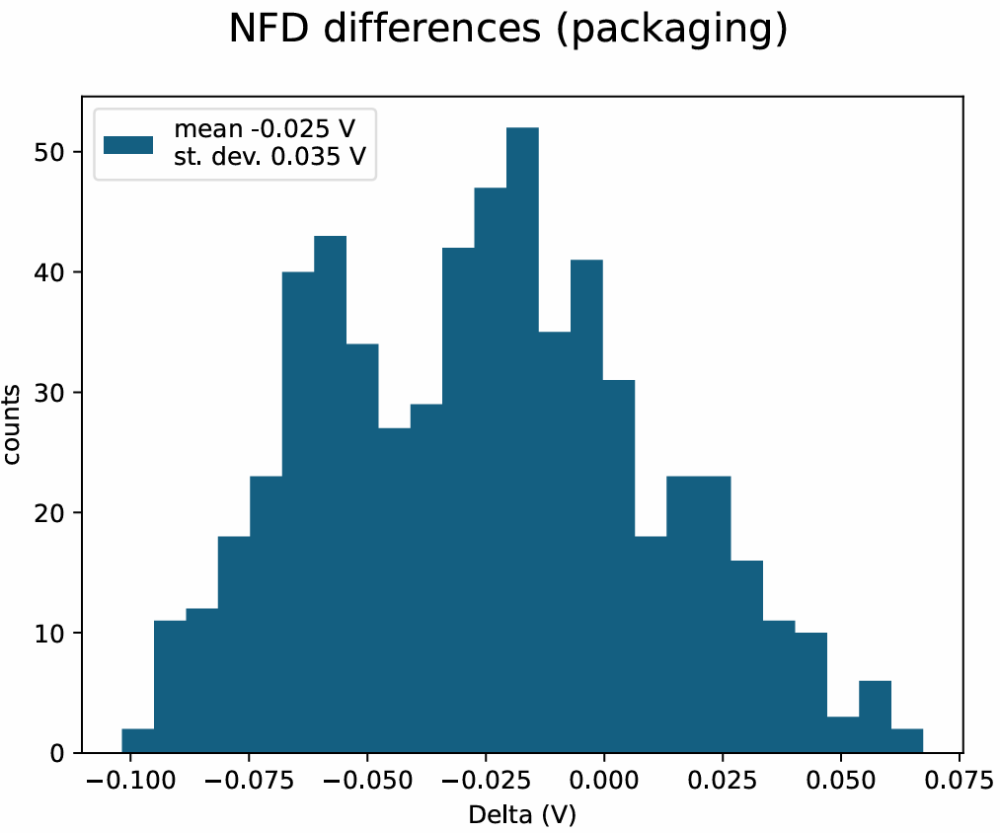 NFD differences (packaging)
mean -0.025 V
st. dev. 0.035 V
50
40
30
20
10
0
counts
−0.100 −0.075 −0.050 −0.025 0.000 0.025 0.050 0.075
Delta (V)